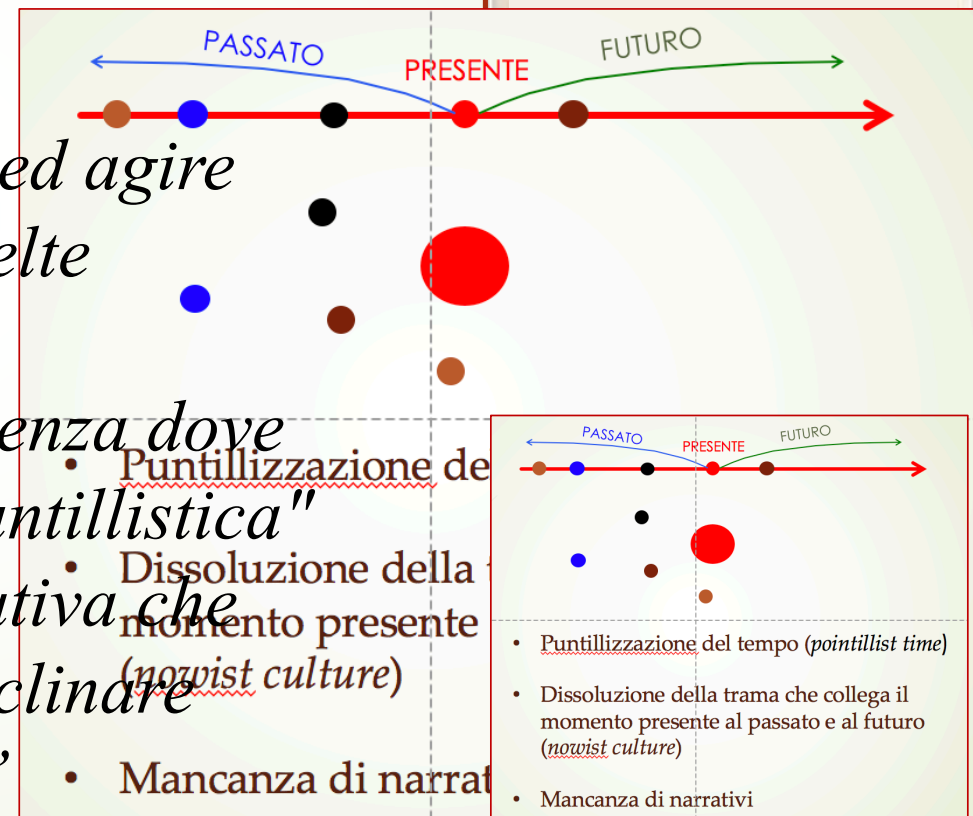 PASSATO
PRESENTE
FUTURO
ed agire
elte
enza dove
• Puntillizzazione de
untillistica"
• Dissoluzione della
ativa che
momento presente
clinare
(nowist culture)
• Mancanza di narrat
PASSATO
PRESENTE
FUTURO
• Puntillizzazione del tempo (pointillist time)
• Dissoluzione della trama che collega il
momento presente al passato e al futuro
(nowist culture)
• Mancanza di narrativi